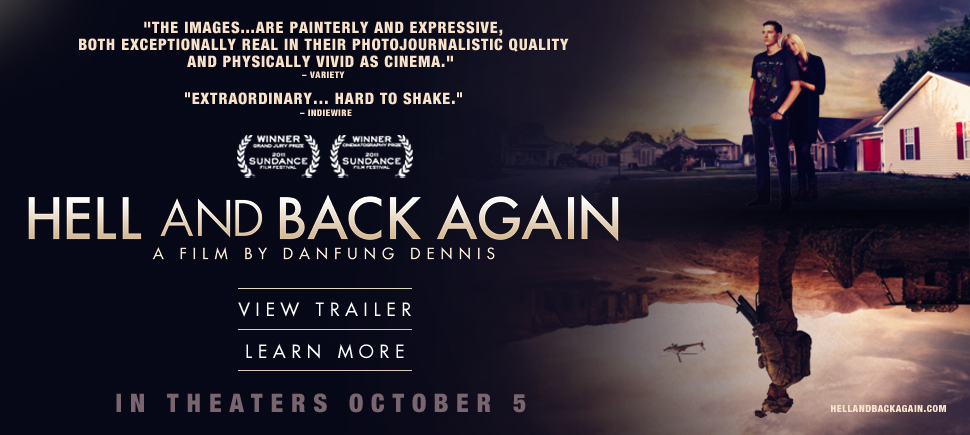 "THE IMAGES...ARE PAINTERLY AND EXPRESSIVE,
BOTH EXCEPTIONALLY REAL IN THEIR PHOTOJOURNALISTIC QUALITY
AND PHYSICALLY VIVID AS CINEMA."
– VARIETY
"EXTRAORDINARY... HARD TO SHAKE."
– INDIEWIRE
WINNER
GRAND JURY PRIZE
2011
SUNDANCE
FILM FESTIVAL
WINNER
CINEMATOGRAPHY PRIZE
2011
SUNDANCE
FILM FESTIVAL
HELL AND BACK AGAIN
A FILM BY DANFUNG DENNIS
VIEW TRAILER
LEARN MORE
IN THEATERS OCTOBER 5
HELLANDBACKAGAIN.COM